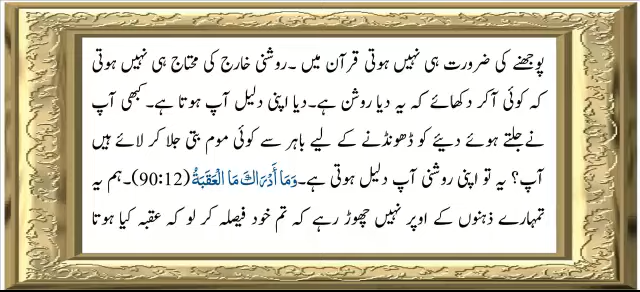 پوچھنے کی ضرورت ہی نہیں ہوتی قرآن میں ۔روشنی خارج کی محتاج ہی نہیں ہوتی
کہ کوئی آکر دکھائے کہ یہ دیا روشن ہے۔دیا اپنی دلیل آپ ہوتا ہے۔کبھی آپ
نےجلتے ہوئے دیئے کو ڈھونڈنے کے لیے باہر سے کوئی موم بتی جلا کر لائے ہیں
آپ؟ یہ تو اپنی روشنی آپ دلیل ہوتی ہے۔وَمَا أَدْرَاكَ مَا الْعَقَبَةُ(90:12)۔ہم یہ
تمہارے ذہنوں کے اوپر نہیں چھوڑ رہے کہ تم خود فیصلہ کر لو کہ عقبہ کیا ہوتا